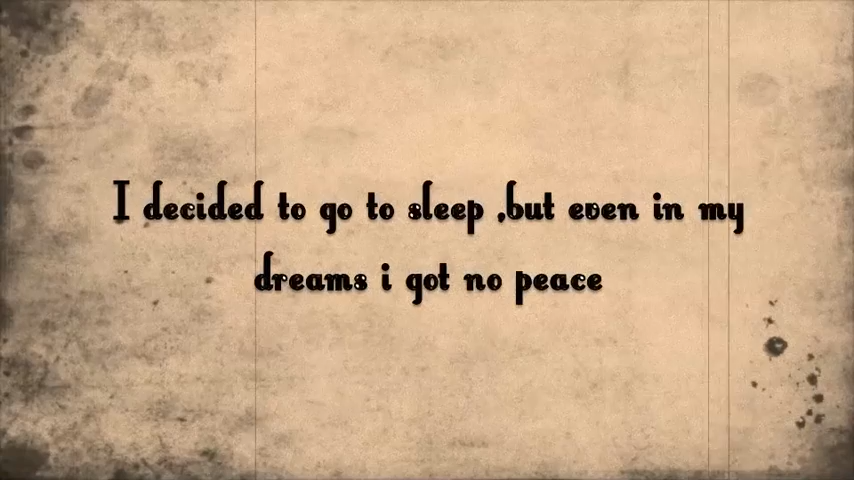 I decided to go to sleep ,but even in my
dreams i got no peace